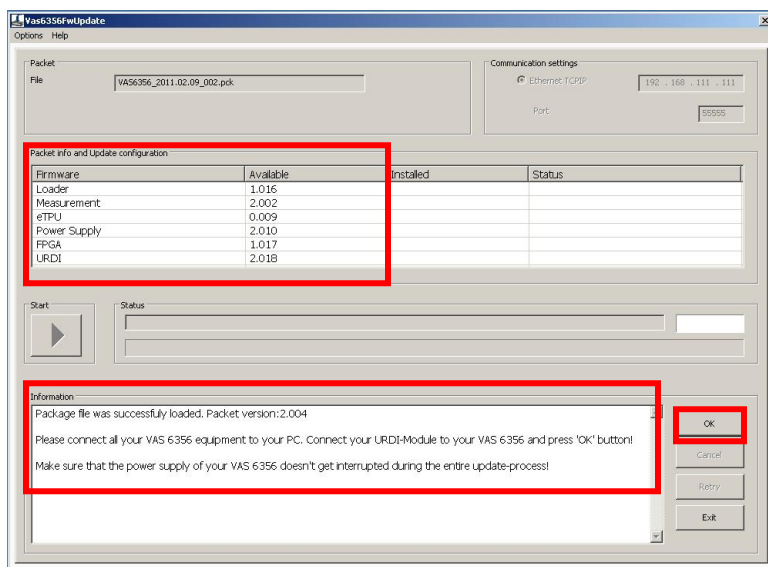 Vas6356FwUpdate
Options Help
Packet
File VAS6356_2011.02.09_002.pck
Communication settings
Ethernet TCPIP 192 . 168 . 111 . 111
Port 55555
Packet info and Update configuration
Firmware Available Installed Status
Loader 1.016
Measurement 2.002
eTPU 0.009
Power Supply 2.010
FPGA 1.017
URDI 2.018
Start
Status
Information
Package file was successfuly loaded. Packet version:2.004
Please connect all your VAS 6356 equipment to your PC. Connect your URDI-Module to your VAS 6356 and press 'OK' button!
Make sure that the power supply of your VAS 6356 doesn't get interrupted during the entire update-process!
OK
Cancel
Retry
Exit